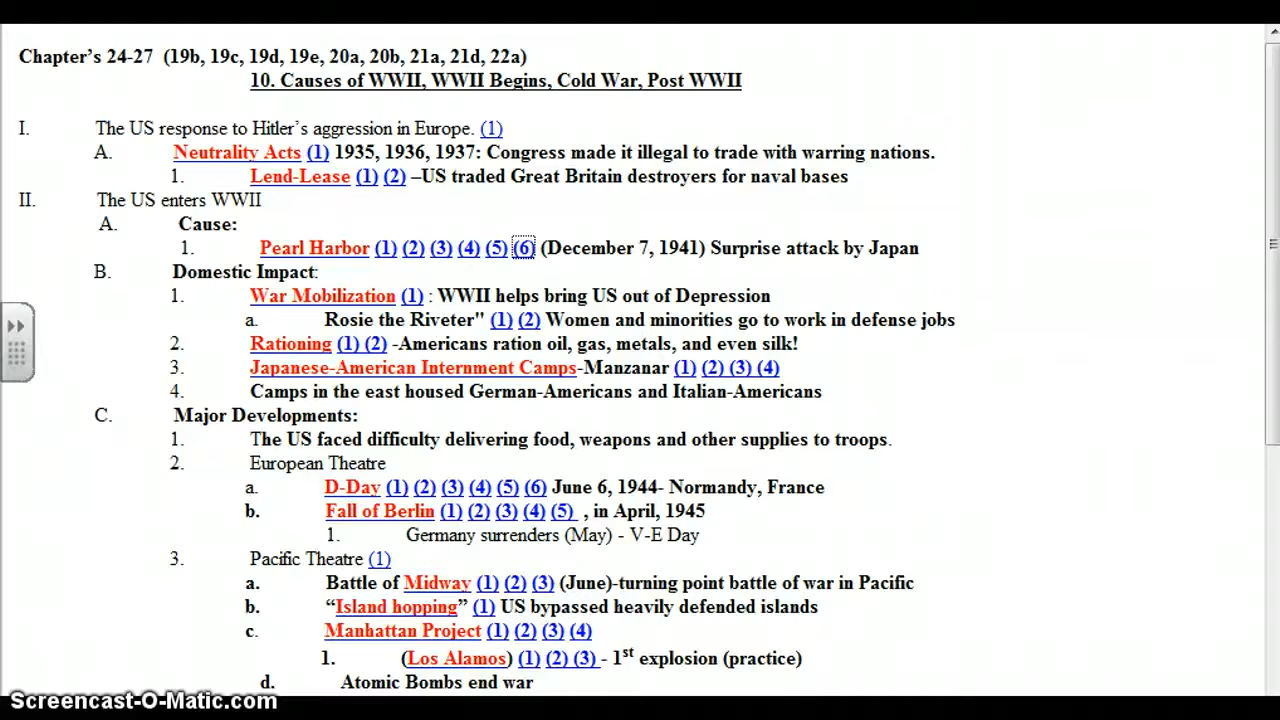 Chapter’s 24-27 (19b, 19c, 19d, 19e, 20a, 20b, 21a, 21d, 22a)
10. Causes of WWII, WWII Begins, Cold War, Post WWII
I. The US response to Hitler’s aggression in Europe. (1)
A. Neutrality Acts (1) 1935, 1936, 1937: Congress made it illegal to trade with warring nations.
1. Lend-Lease (1) (2) –US traded Great Britain destroyers for naval bases
II. The US enters WWII
A. Cause:
1. Pearl Harbor (1) (2) (3) (4) (5) (6) (December 7, 1941) Surprise attack by Japan
B. Domestic Impact:
1. War Mobilization (1) : WWII helps bring US out of Depression
a. Rosie the Riveter" (1) (2) Women and minorities go to work in defense jobs
2. Rationing (1) (2) -Americans ration oil, gas, metals, and even silk!
3. Japanese-American Internment Camps-Manzanar (1) (2) (3) (4)
4. Camps in the east housed German-Americans and Italian-Americans
C. Major Developments:
1. The US faced difficulty delivering food, weapons and other supplies to troops.
2. European Theatre
a. D-Day (1) (2) (3) (4) (5) (6) June 6, 1944- Normandy, France
b. Fall of Berlin (1) (2) (3) (4) (5) , in April, 1945
1. Germany surrenders (May) - V-E Day
3. Pacific Theatre (1)
a. Battle of Midway (1) (2) (3) (June)-turning point battle of war in Pacific
b. “Island hopping” (1) US bypassed heavily defended islands
c. Manhattan Project (1) (2) (3) (4)
1. (Los Alamos) (1) (2) (3) - 1st explosion (practice)
d. Atomic Bombs end war
Screencast-O-Matic.com